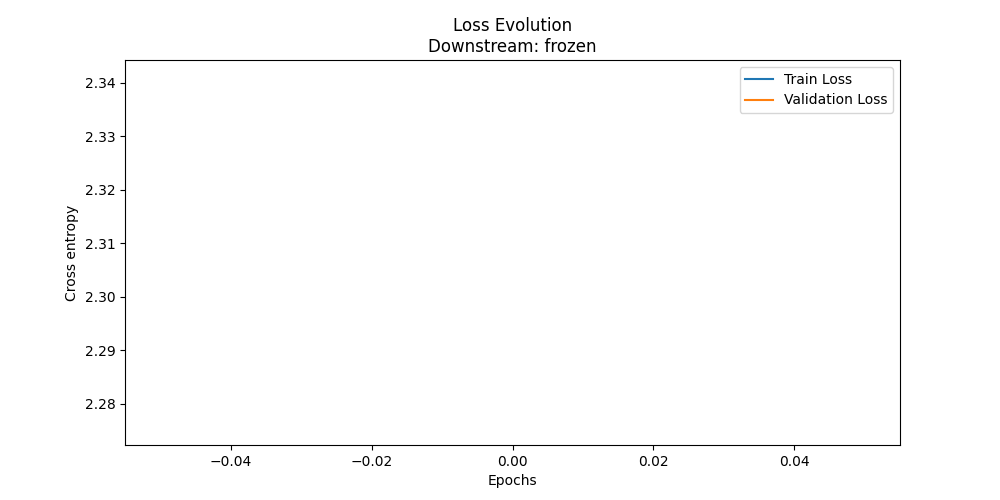 Loss Evolution
Downstream: frozen
Train Loss
Validation Loss
Cross entropy
2.34
2.33
2.32
2.31
2.30
2.29
2.28
−0.04 −0.02 0.00 0.02 0.04
Epochs